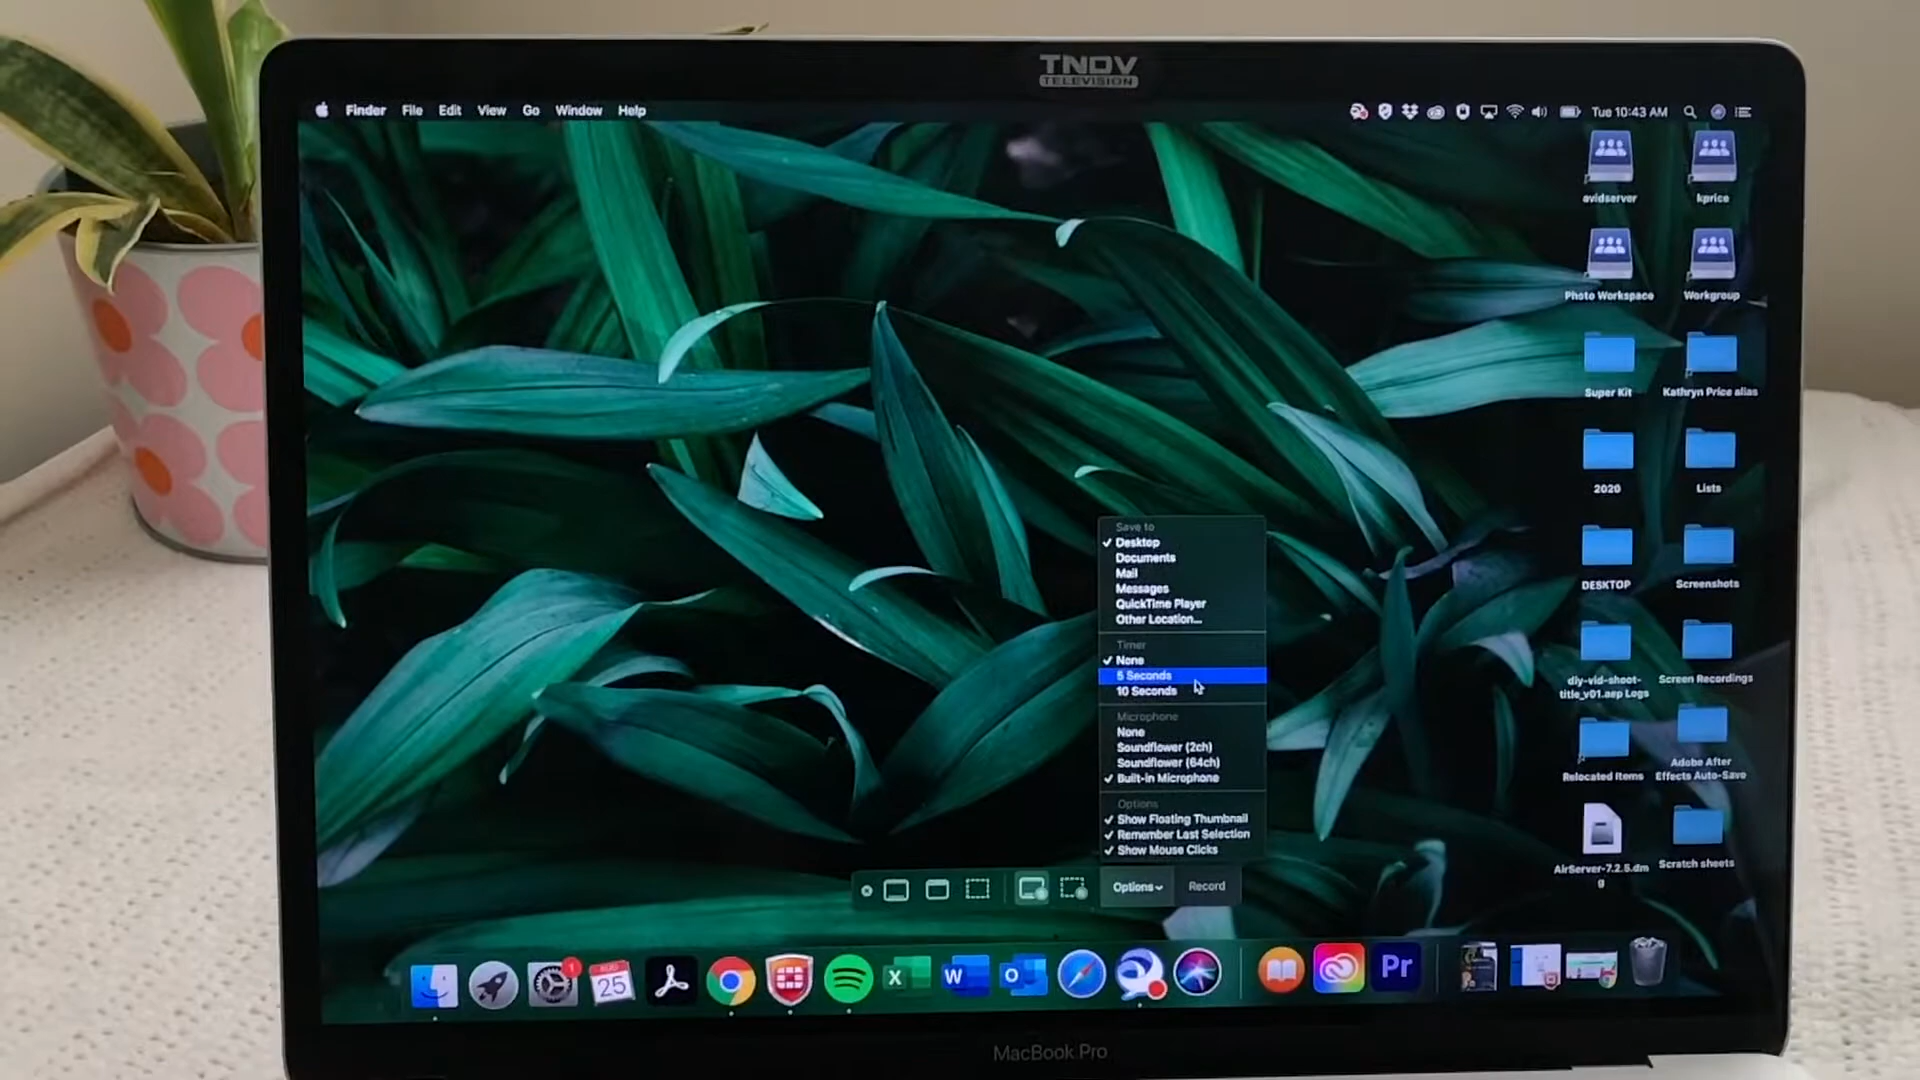 TNDV
TELEVISION
Finder File Edit View Go Window Help
Tue 10:43 AM
avidserver
kprice
Photo Workspace
Workgroup
Super Kit
Kathryn Price alias
2020
Lists
DESKTOP
Screenshots
diy-vid-shoot-
title_v01.aep Logs
Screen Recordings
Relocated Items
Adobe After
Effects Auto-Save
AirServer-7.2.5.dm
g
Scratch sheets
Save to
✓ Desktop
Documents
Mail
Messages
QuickTime Player
Other Location...
Timer
✓ None
5 Seconds
10 Seconds
Microphone
None
Soundflower (2ch)
Soundflower (64ch)
✓ Built-in Microphone
Options
✓ Show Floating Thumbnail
✓ Remember Last Selection
✓ Show Mouse Clicks
Options
Record
1
AUG
25
X
W
O
Pr
MacBook Pro